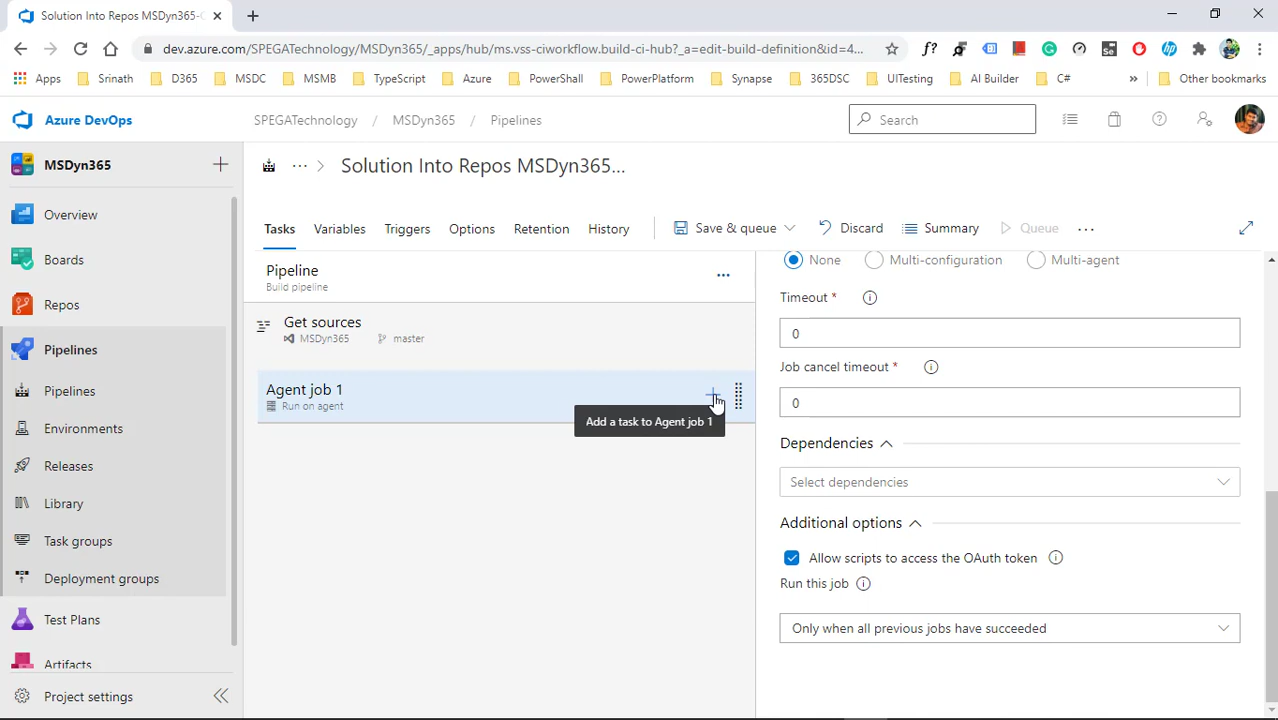 Solution Into Repos MSDyn365-C
dev.azure.com/SPEGATechnology/MSDyn365/_apps/hub/ms.vss-ciworkflow.build-ci-hub?_a=edit-build-definition&id=4...
f?
Se
hp
Apps Srinath D365 MSDC MSMB TypeScript Azure PowerShall PowerPlatform Synapse 365DSC UITesting AI Builder C# » Other bookmarks
Azure DevOps SPEGATechnology / MSDyn365 / Pipelines Search
MSDyn365
Solution Into Repos MSDyn365...
Overview
Boards
Repos
Pipelines
Pipelines
Environments
Releases
Library
Task groups
Deployment groups
Test Plans
Artifacts
Project settings
Tasks Variables Triggers Options Retention History Save & queue Discard Summary Queue ...
Pipeline
Build pipeline
Get sources
MSDyn365 master
Agent job 1
Run on agent
Add a task to Agent job 1
None Multi-configuration Multi-agent
Timeout *
0
Job cancel timeout *
0
Dependencies
Select dependencies
Additional options
Allow scripts to access the OAuth token
Run this job
Only when all previous jobs have succeeded